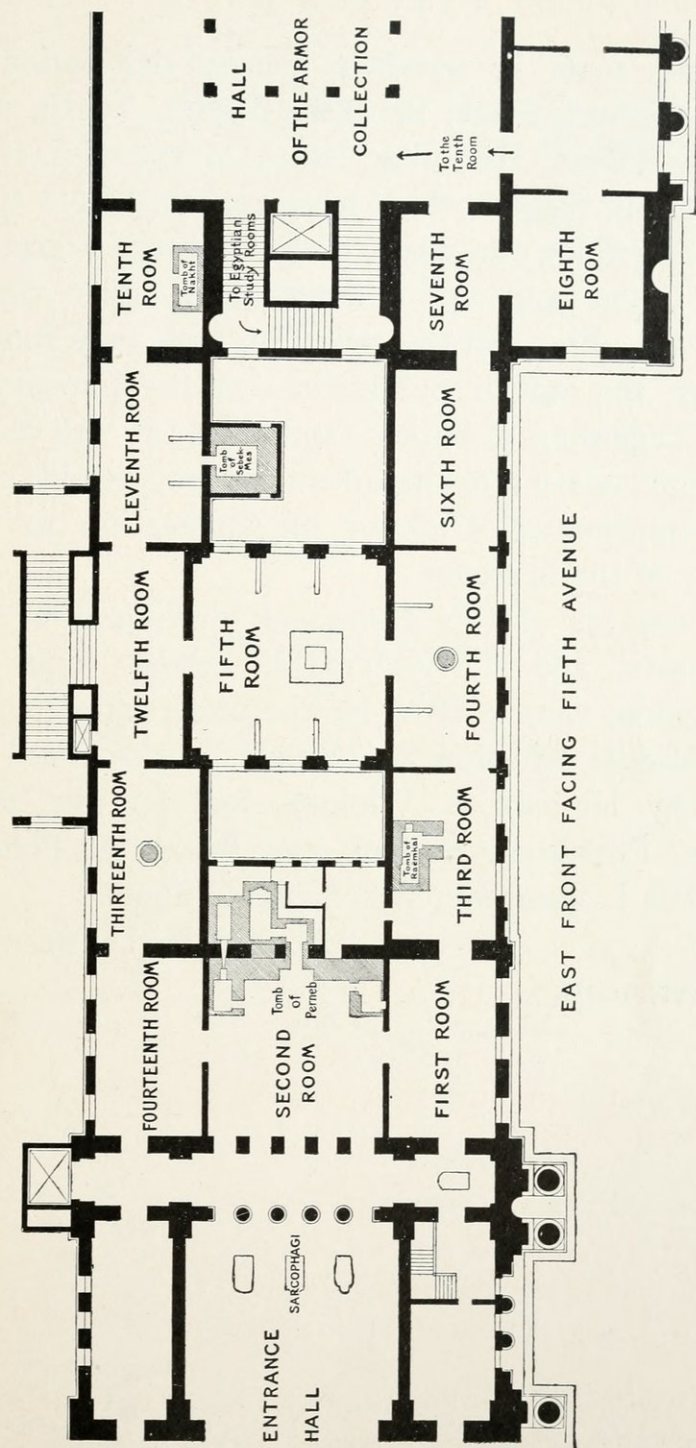 HALL
OF THE ARMOR
COLLECTION
To the
Tenth
Room
TENTH
ROOM
Tomb of
Nakht
To Egyptian
Study Rooms
SEVENTH
ROOM
EIGHTH
ROOM
ELEVENTH ROOM
Tomb
of
Sebek-
Mes
SIXTH ROOM
TWELFTH ROOM
FIFTH
ROOM
FOURTH ROOM
THIRTEENTH ROOM
Tomb of
Raemkai
THIRD ROOM
FOURTEENTH ROOM
SECOND
ROOM
Tomb
of
Perneb
FIRST ROOM
ENTRANCE
HALL
SARCOPHAGI
EAST FRONT FACING FIFTH AVENUE